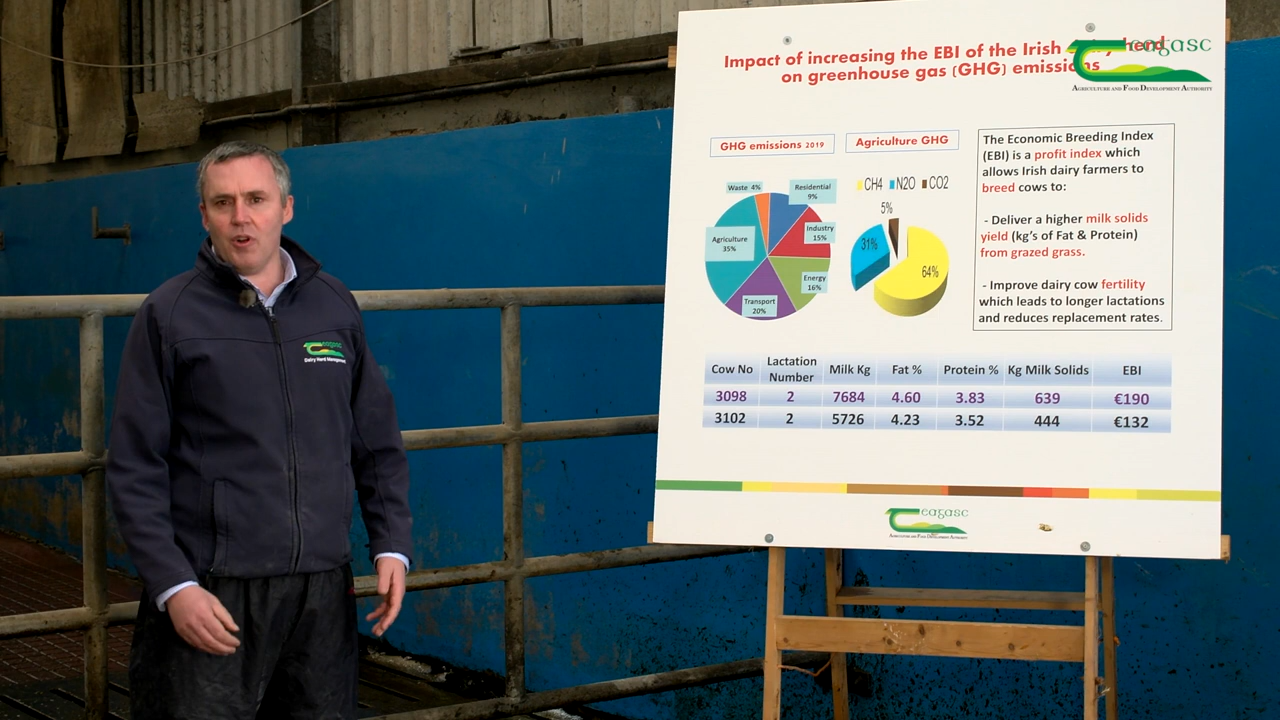 Impact of increasing the EBI of the Irish herd
on greenhouse gas (GHG) emissions
Teagasc
AGRICULTURE AND FOOD DEVELOPMENT AUTHORITY
GHG emissions 2019
Agriculture GHG
CH4 N2O CO2
Waste 4%
Residential
9%
Industry
15%
Agriculture
35%
Energy
16%
Transport
20%
5%
31%
64%
The Economic Breeding Index
(EBI) is a profit index which
allows Irish dairy farmers to
breed cows to:
- Deliver a higher milk solids
yield (kg's of Fat & Protein)
from grazed grass.
- Improve dairy cow fertility
which leads to longer lactations
and reduces replacement rates.
Cow No Lactation Number Milk Kg Fat % Protein % Kg Milk Solids EBI
3098 2 7684 4.60 3.83 639 €190
3102 2 5726 4.23 3.52 444 €132
Teagasc
Dairy Herd Management
Teagasc
AGRICULTURE AND FOOD DEVELOPMENT AUTHORITY